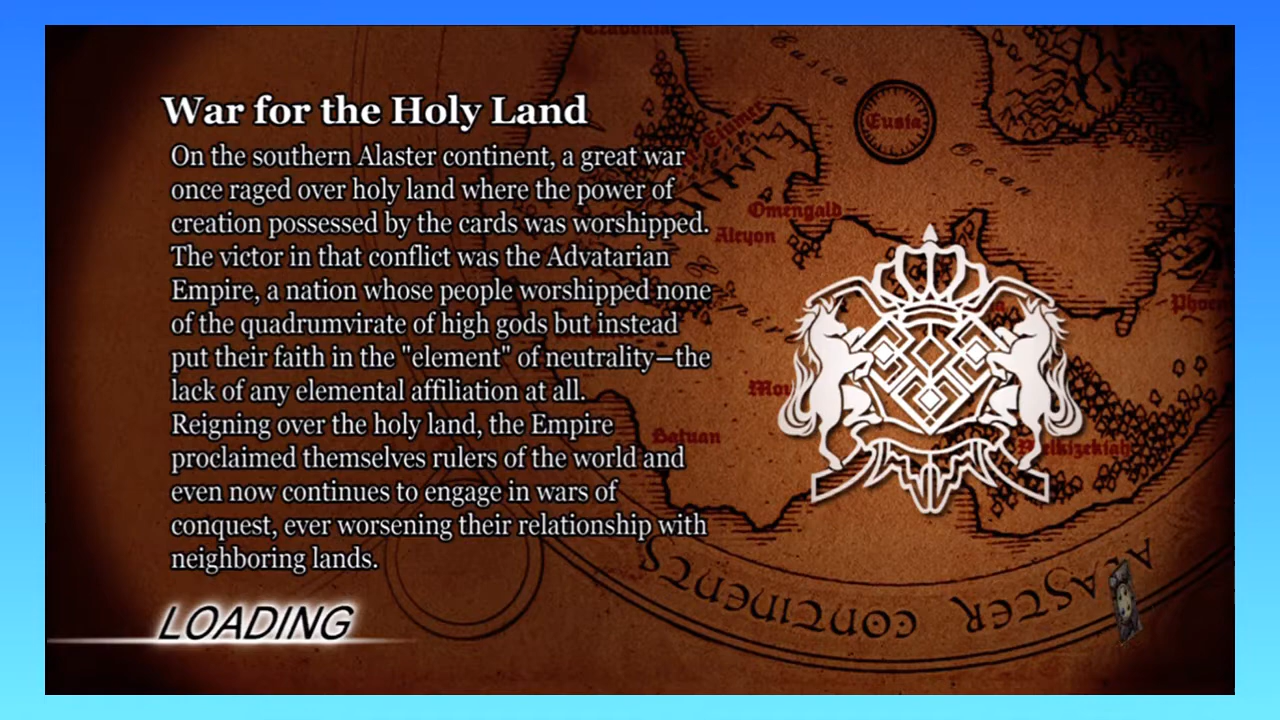 War for the Holy Land
On the southern Alaster continent, a great war
once raged over holy land where the power of
creation possessed by the cards was worshipped.
The victor in that conflict was the Advatarian
Empire, a nation whose people worshipped none
of the quadrumvirate of high gods but instead
put their faith in the "element" of neutrality—the
lack of any elemental affiliation at all.
Reigning over the holy land, the Empire
proclaimed themselves rulers of the world and
even now continues to engage in wars of
conquest, ever worsening their relationship with
neighboring lands.
LOADING
Eusia
Ocean
Eusia
Omengald
Alcyon
Batuan
ALASTER CONTINENTS